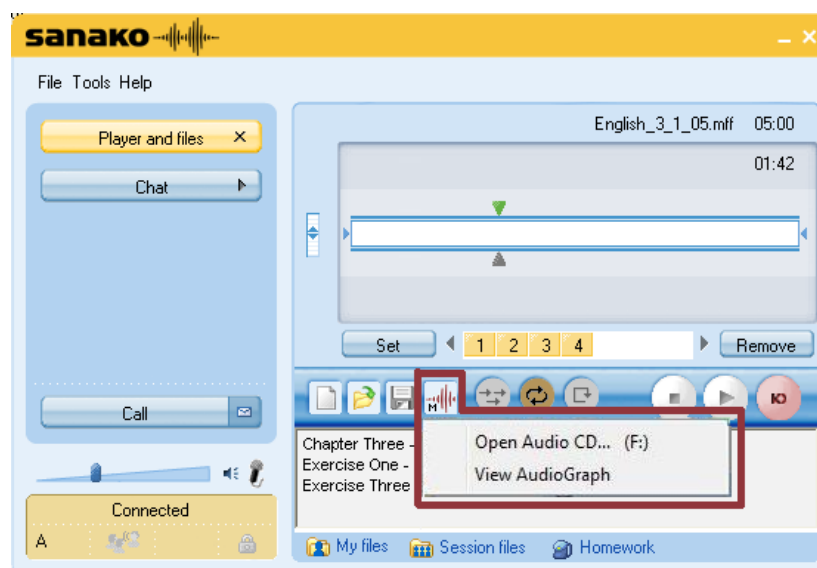 sanako
File Tools Help
Player and files
Chat
Call
Connected
A
English_3_1_05.mff 05:00
01:42
Set 1 2 3 4 Remove
M
Chapter Three -
Exercise One -
Exercise Three
Open Audio CD... (F:)
View AudioGraph
My files Session files Homework